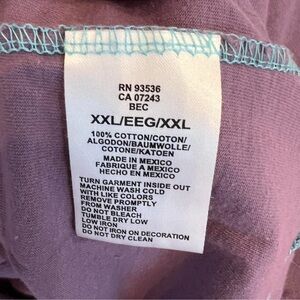 RN 93536
CA 07243
BEC
XXL/EEG/XXL
100% COTTON/COTON/
ALGODON/BAUMWOLLE/
COTONE/KATOEN
MADE IN MEXICO
FABRIQUE A MEXICO
HECHO EN MEXICO
TURN GARMENT INSIDE OUT
MACHINE WASH COLD
WITH LIKE COLORS
REMOVE PROMPTLY
FROM WASHER
DO NOT BLEACH
TUMBLE DRY LOW
LOW IRON
DO NOT IRON ON DECORATION
DO NOT DRY CLEAN